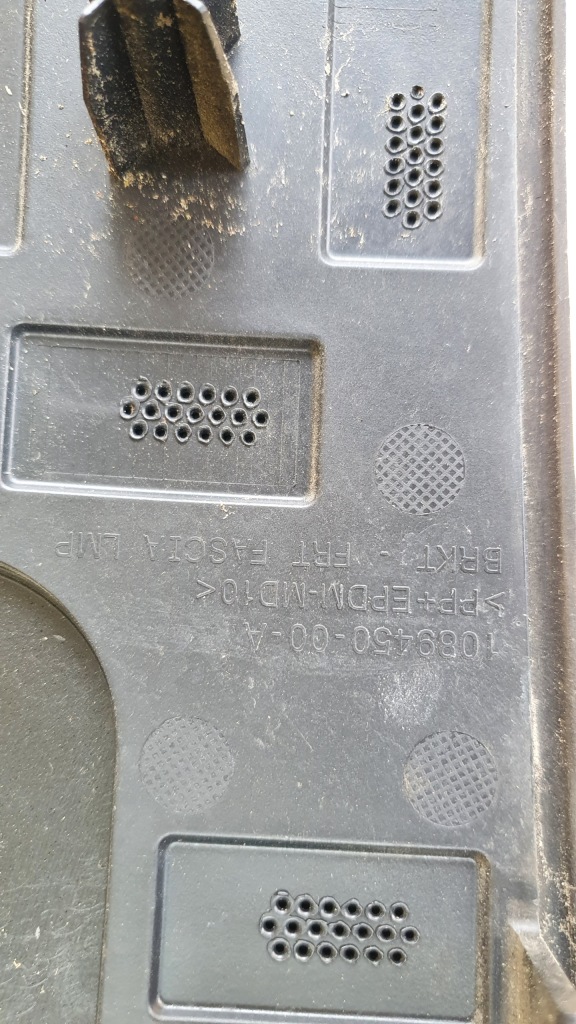 1089450-00-A
>PP+EPDM-MD10<
BRKT - FRT FASCIA LMP